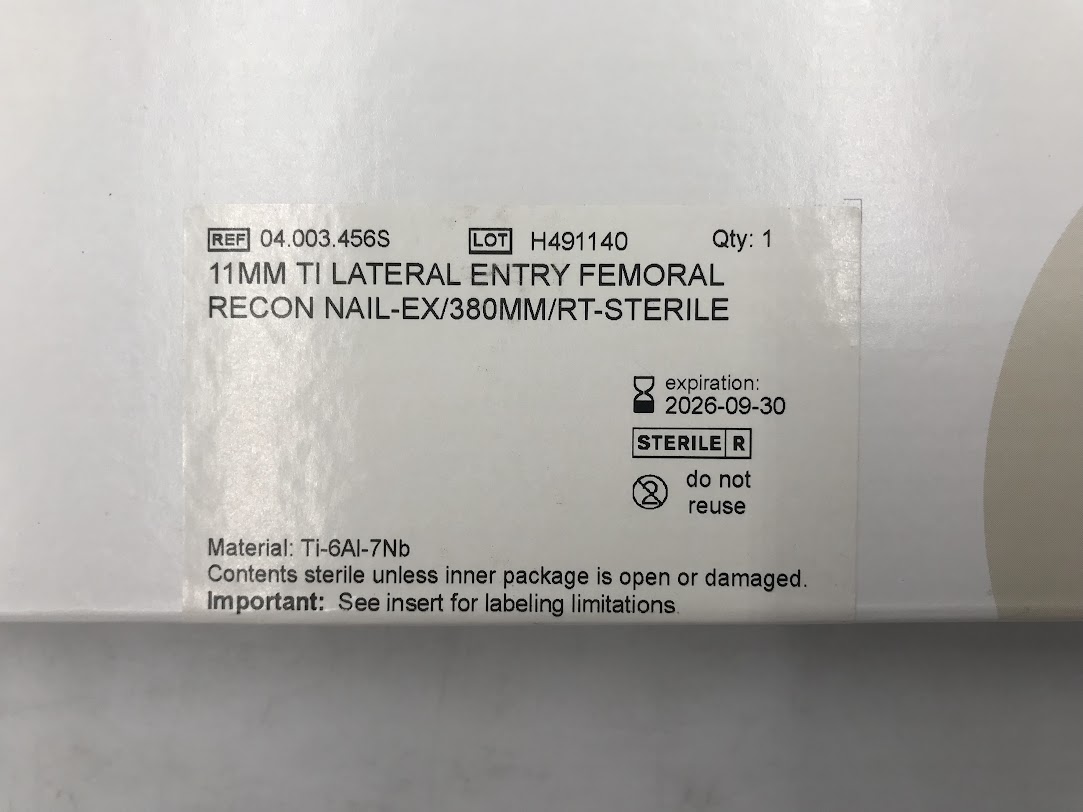 REF 04.003.456S LOT H491140 Qty: 1
11MM TI LATERAL ENTRY FEMORAL
RECON NAIL-EX/380MM/RT-STERILE
expiration:
2026-09-30
STERILE R
2 do not
reuse
Material: Ti-6Al-7Nb
Contents sterile unless inner package is open or damaged.
Important: See insert for labeling limitations